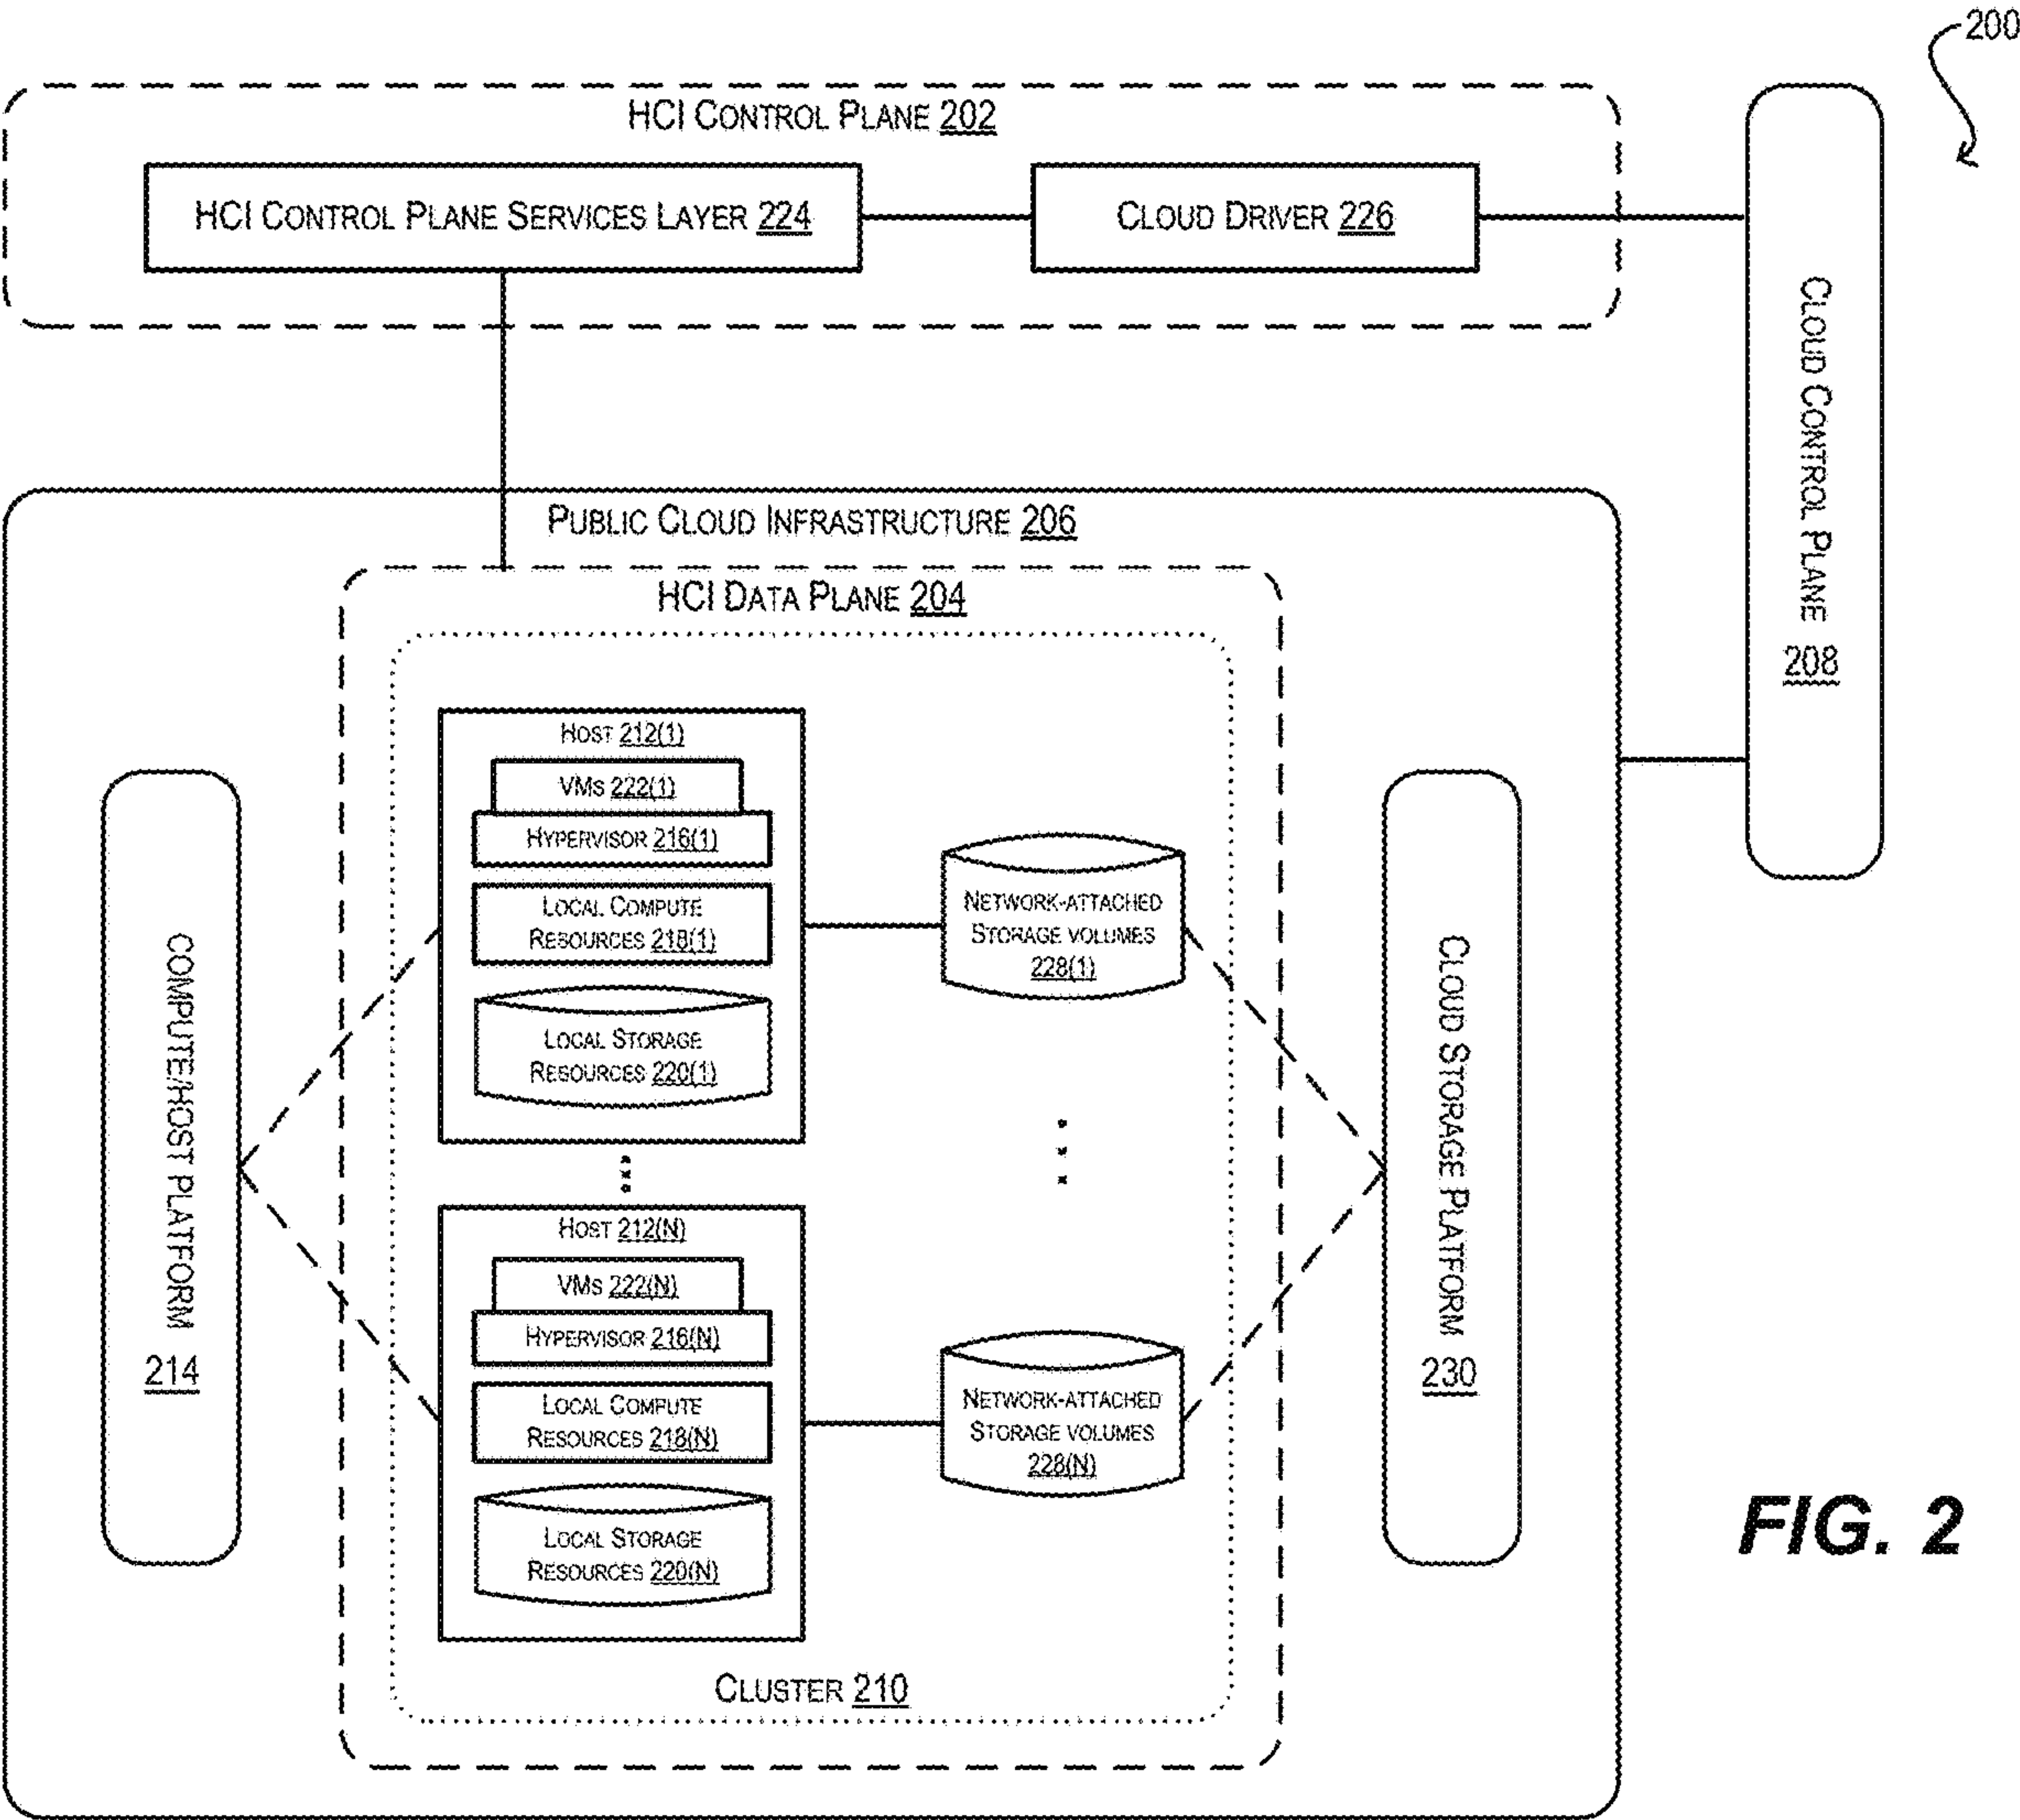 200
HCI CONTROL PLANE 202
HCI CONTROL PLANE SERVICES LAYER 224
CLOUD DRIVER 226
CLOUD CONTROL PLANE 208
PUBLIC CLOUD INFRASTRUCTURE 206
HCI DATA PLANE 204
COMPUTE/HOST PLATFORM 214
HOST 212(1)
VMS 222(1)
HYPERVISOR 216(1)
LOCAL COMPUTE
RESOURCES 218(1)
LOCAL STORAGE
RESOURCES 220(1)
NETWORK-ATTACHED
STORAGE VOLUMES
228(1)
HOST 212(N)
VMS 222(N)
HYPERVISOR 216(N)
LOCAL COMPUTE
RESOURCES 218(N)
LOCAL STORAGE
RESOURCES 220(N)
NETWORK-ATTACHED
STORAGE VOLUMES
228(N)
CLOUD STORAGE PLATFORM 230
CLUSTER 210
FIG. 2